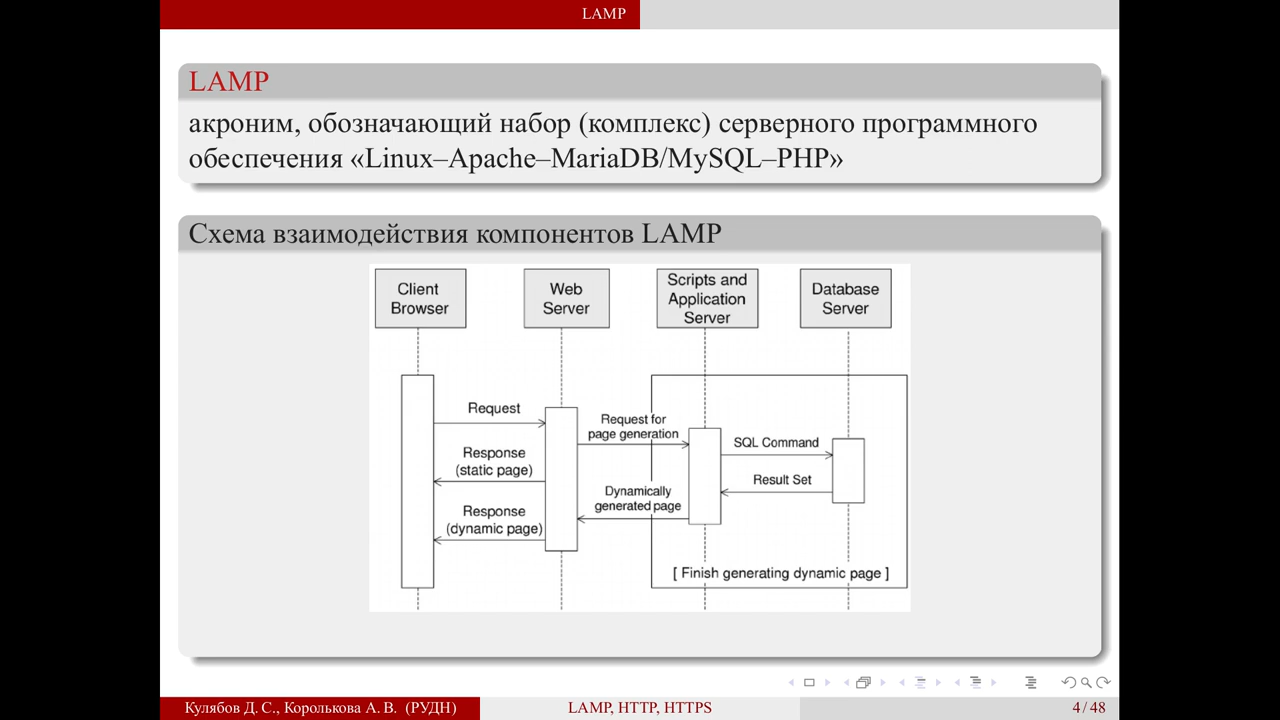 LAMP
LAMP
акроним, обозначающий набор (комплекс) серверного программного
обеспечения «Linux–Apache–MariaDB/MySQL–PHP»
Схема взаимодействия компонентов LAMP
Client
Browser
Web
Server
Scripts and
Application
Server
Database
Server
Request
Response
(static page)
Response
(dynamic page)
Request for
page generation
Dynamically
generated page
SQL Command
Result Set
[ Finish generating dynamic page ]
Кулябов Д. С., Королькова А. В. (РУДН)
LAMP, HTTP, HTTPS
4 / 48